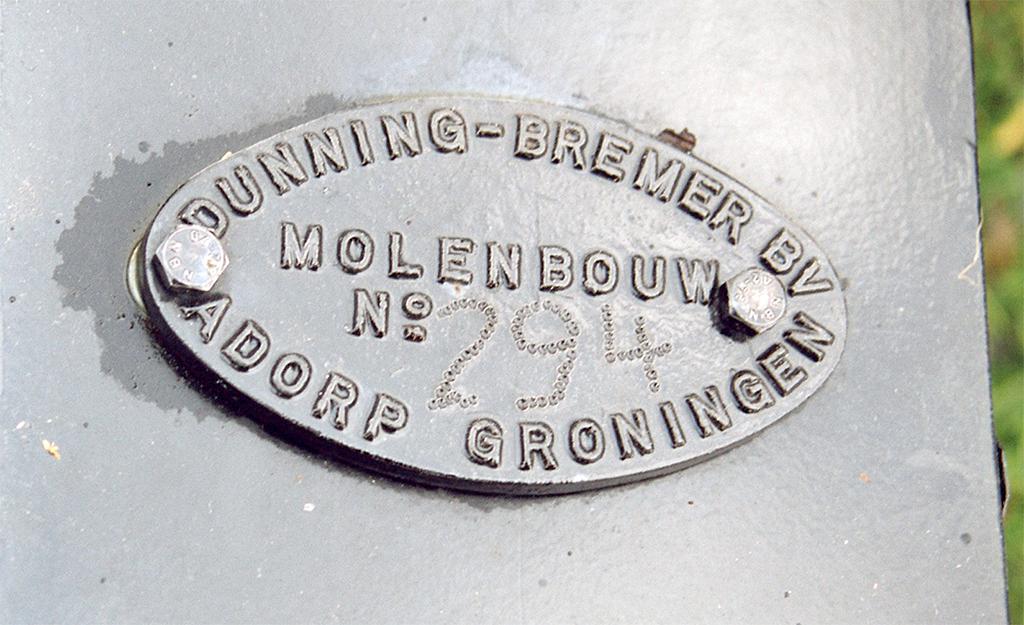 DUNNING-BREMER BV
MOLENBOUW
No 294
ADORP GRONINGEN